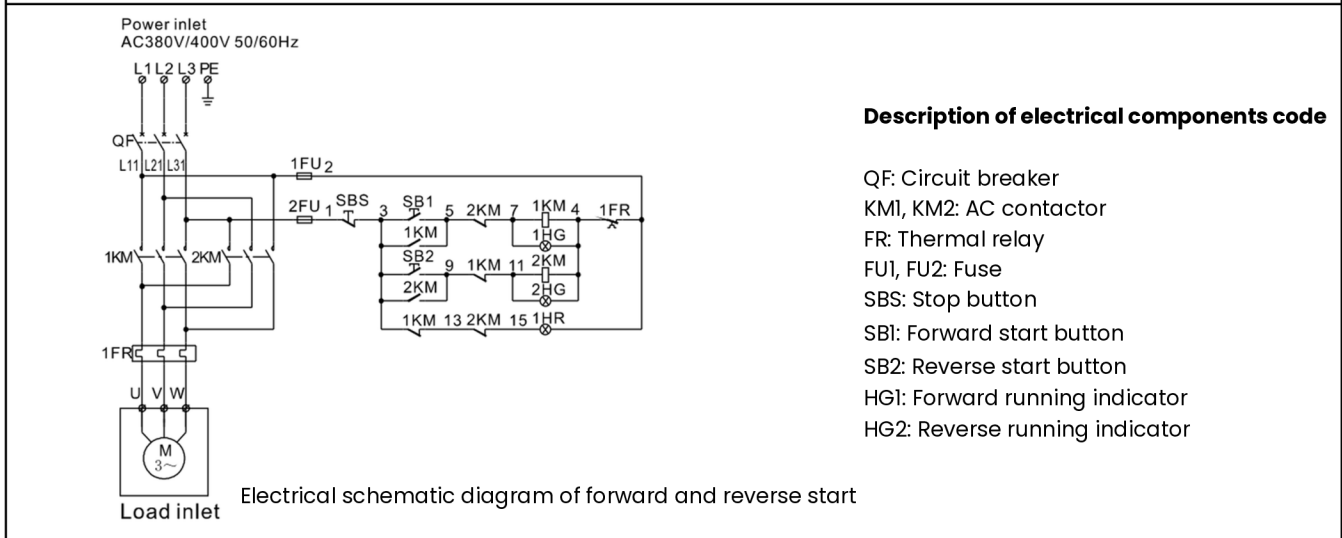 Power inlet
AC380V/400V 50/60Hz
L1 L2 L3 PE
QF
L11 L21 L31
1FU 2
2FU 1 SBS 3 SB1 5 2KM 7 1KM 4 1FR
1KM 1HG
1KM 2KM
SB2 9 1KM 11 2KM
2KM 2HG
1KM 13 2KM 15 1HR
1FR
U V W
M
3~
Load inlet
Electrical schematic diagram of forward and reverse start
Description of electrical components code
QF: Circuit breaker
KM1, KM2: AC contactor
FR: Thermal relay
FU1, FU2: Fuse
SBS: Stop button
SB1: Forward start button
SB2: Reverse start button
HG1: Forward running indicator
HG2: Reverse running indicator